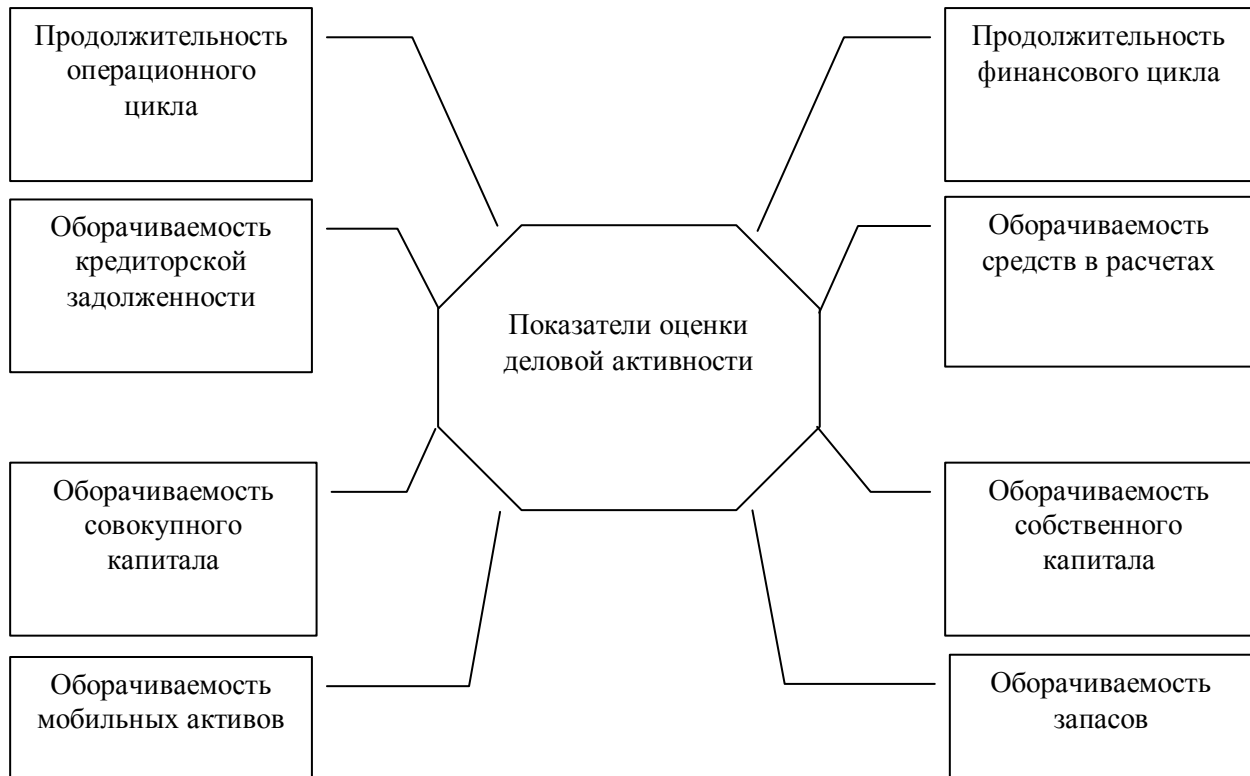 Продолжительность
операционного
цикла
Продолжительность
финансового цикла
Оборачиваемость
кредиторской
задолженности
Оборачиваемость
средств в расчетах
Показатели оценки
деловой активности
Оборачиваемость
совокупного
капитала
Оборачиваемость
собственного
капитала
Оборачиваемость
мобильных активов
Оборачиваемость
запасов